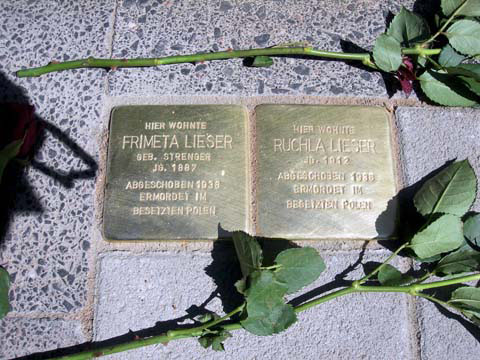 HIER WOHNTE
FRIMETA LIESER
GEB. STRENGER
JG. 1887
ABGESCHOBEN 1938
ERMORDET IM
BESETZTEN POLEN
HIER WOHNTE
RUCHLA LIESER
JG. 1912
ABGESCHOBEN 1938
ERMORDET IM
BESETZTEN POLEN